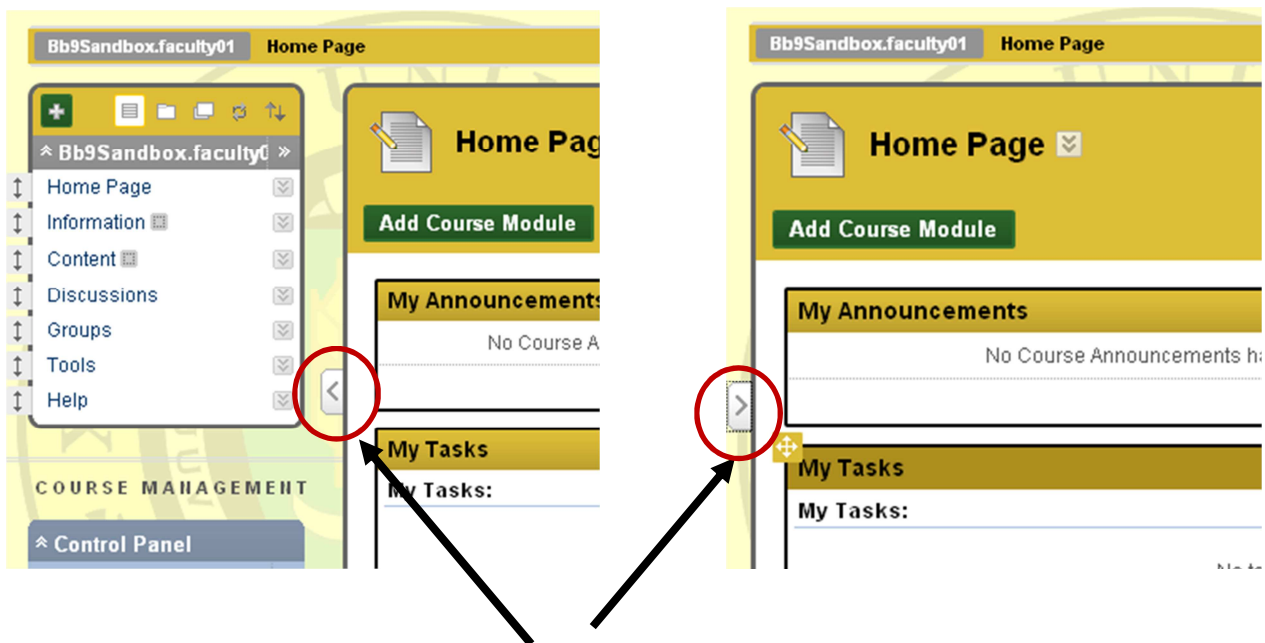 Bb9Sandbox.faculty01 Home Page
Bb9Sandbox.faculty
Home Page
Information
Content
Discussions
Groups
Tools
Help
COURSE MANAGEMENT
Control Panel
Home Pag
Add Course Module
My Announcements
No Course A
My Tasks
My Tasks:
Bb9Sandbox.faculty01 Home Page
Home Page
Add Course Module
My Announcements
No Course Announcements ha
My Tasks
My Tasks: